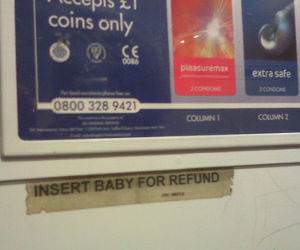 Accepts £1
coins only
CE
0086
0800 328 9421
pleasuremax
2 CONDOMS
extra safe
2 CONDOMS
COLUMN 1
COLUMN 2
INSERT BABY FOR REFUND